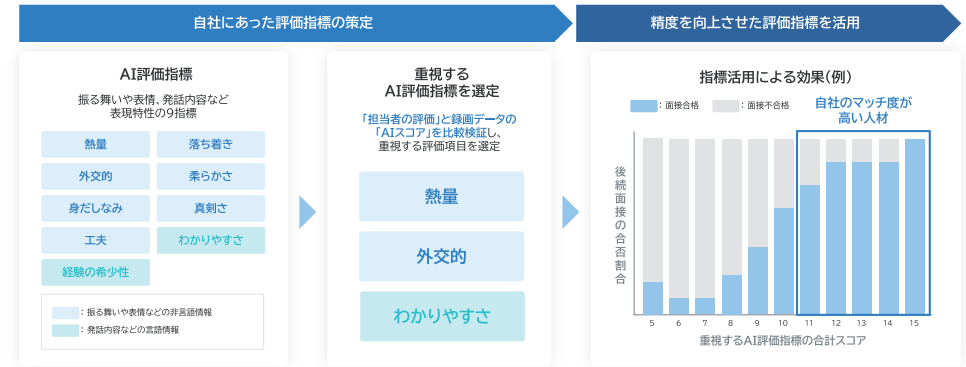 自社にあった評価指標の策定
精度を向上させた評価指標を活用
AI評価指標
振る舞いや表情、発話内容など
表現特性の9指標
熱量
落ち着き
外交的
柔らかさ
身だしなみ
真剣さ
工夫
わかりやすさ
経験の希少性
：振る舞いや表情などの非言語情報
：発話内容などの言語情報
重視する
AI評価指標を選定
「担当者の評価」と録画データの
「AIスコア」を比較検証し、
重視する評価項目を選定
熱量
外交的
わかりやすさ
指標活用による効果（例）
：面接合格
：面接不合格
自社のマッチ度が
高い人材
後続面接の合否割合
5 6 7 8 9 10 11 12 13 14 15
重視するAI評価指標の合計スコア